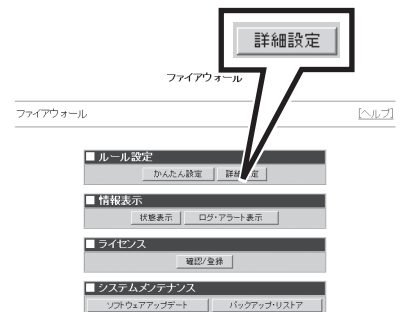 詳細設定
ファイアウォール
ファイアウォール [ヘルプ]
■ ルール設定
かんたん設定 詳細設定
■ 情報表示
状態表示 ログ・アラート表示
■ ライセンス
確認/登録
■ システムメンテナンス
ソフトウェアアップデート バックアップ・リストア